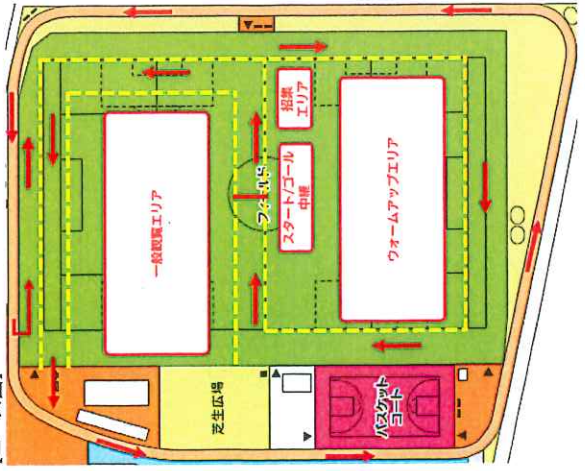 一般観覧エリア
フィールド
招集
エリア
スタート/ゴール
中継
ウォームアップエリア
芝生広場
バスケット
コート